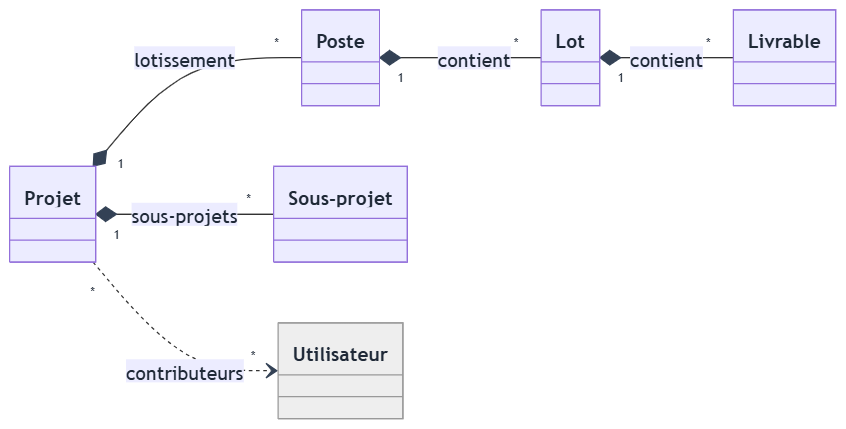 Poste
Lot
Livrable
lotissement
*
1
contient
*
1
contient
*
1
Projet
Sous-projet
sous-projets
*
1
*
Utilisateur
*
contributeurs